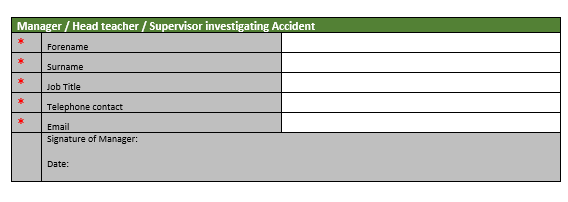 Manager / Head teacher / Supervisor investigating Accident
* Forename
* Surname
* Job Title
* Telephone contact
* Email
Signature of Manager:
Date: